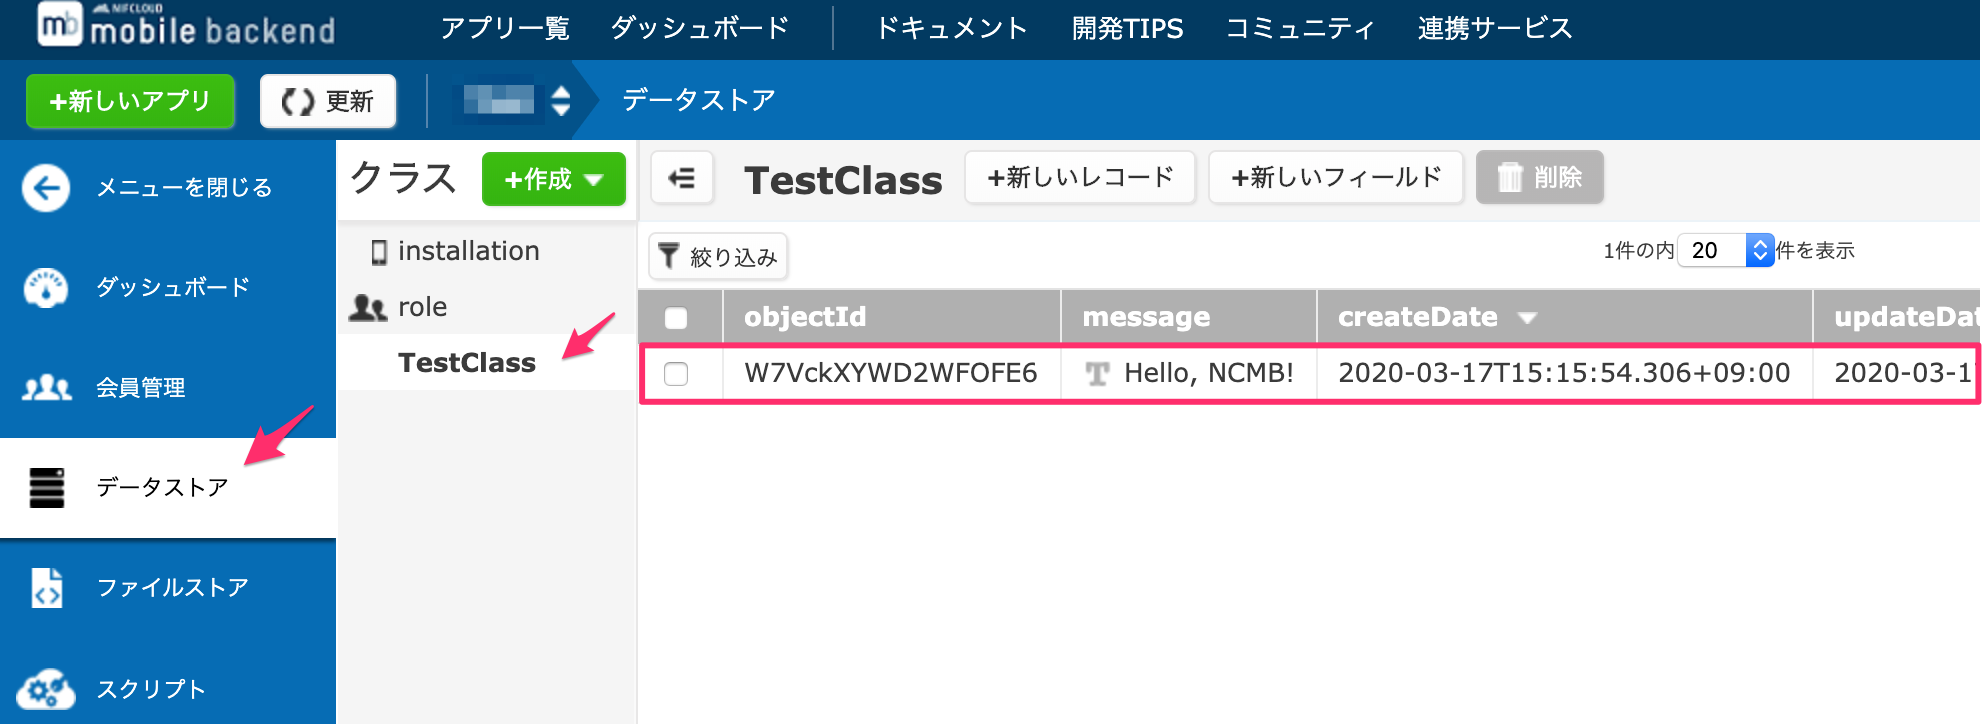 NIFCLOUD
mb mobile backend
アプリ一覧 ダッシュボード ドキュメント 開発TIPS コミュニティ 連携サービス
+新しいアプリ 更新 データストア
メニューを閉じる
ダッシュボード
会員管理
データストア
ファイルストア
スクリプト
クラス +作成
installation
role
TestClass
TestClass +新しいレコード +新しいフィールド 削除
絞り込み 1件の内 20 件を表示
objectId message createDate updateDat
W7VckXYWD2WFOFE6 T Hello, NCMB! 2020-03-17T15:15:54.306+09:00 2020-03-1